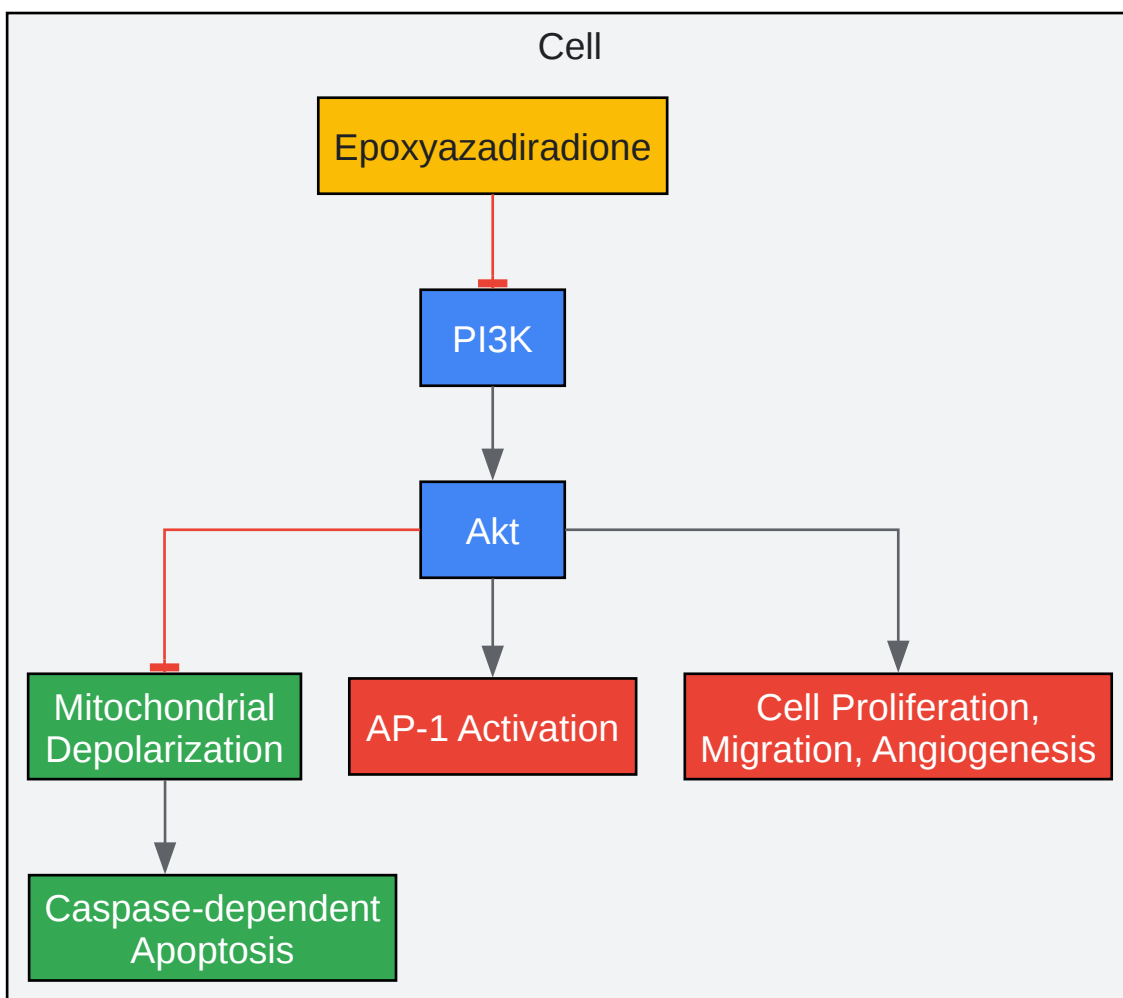 Cell
Epoxyazadiradione
PI3K
Akt
Mitochondrial
Depolarization
AP-1 Activation
Cell Proliferation,
Migration, Angiogenesis
Caspase-dependent
Apoptosis